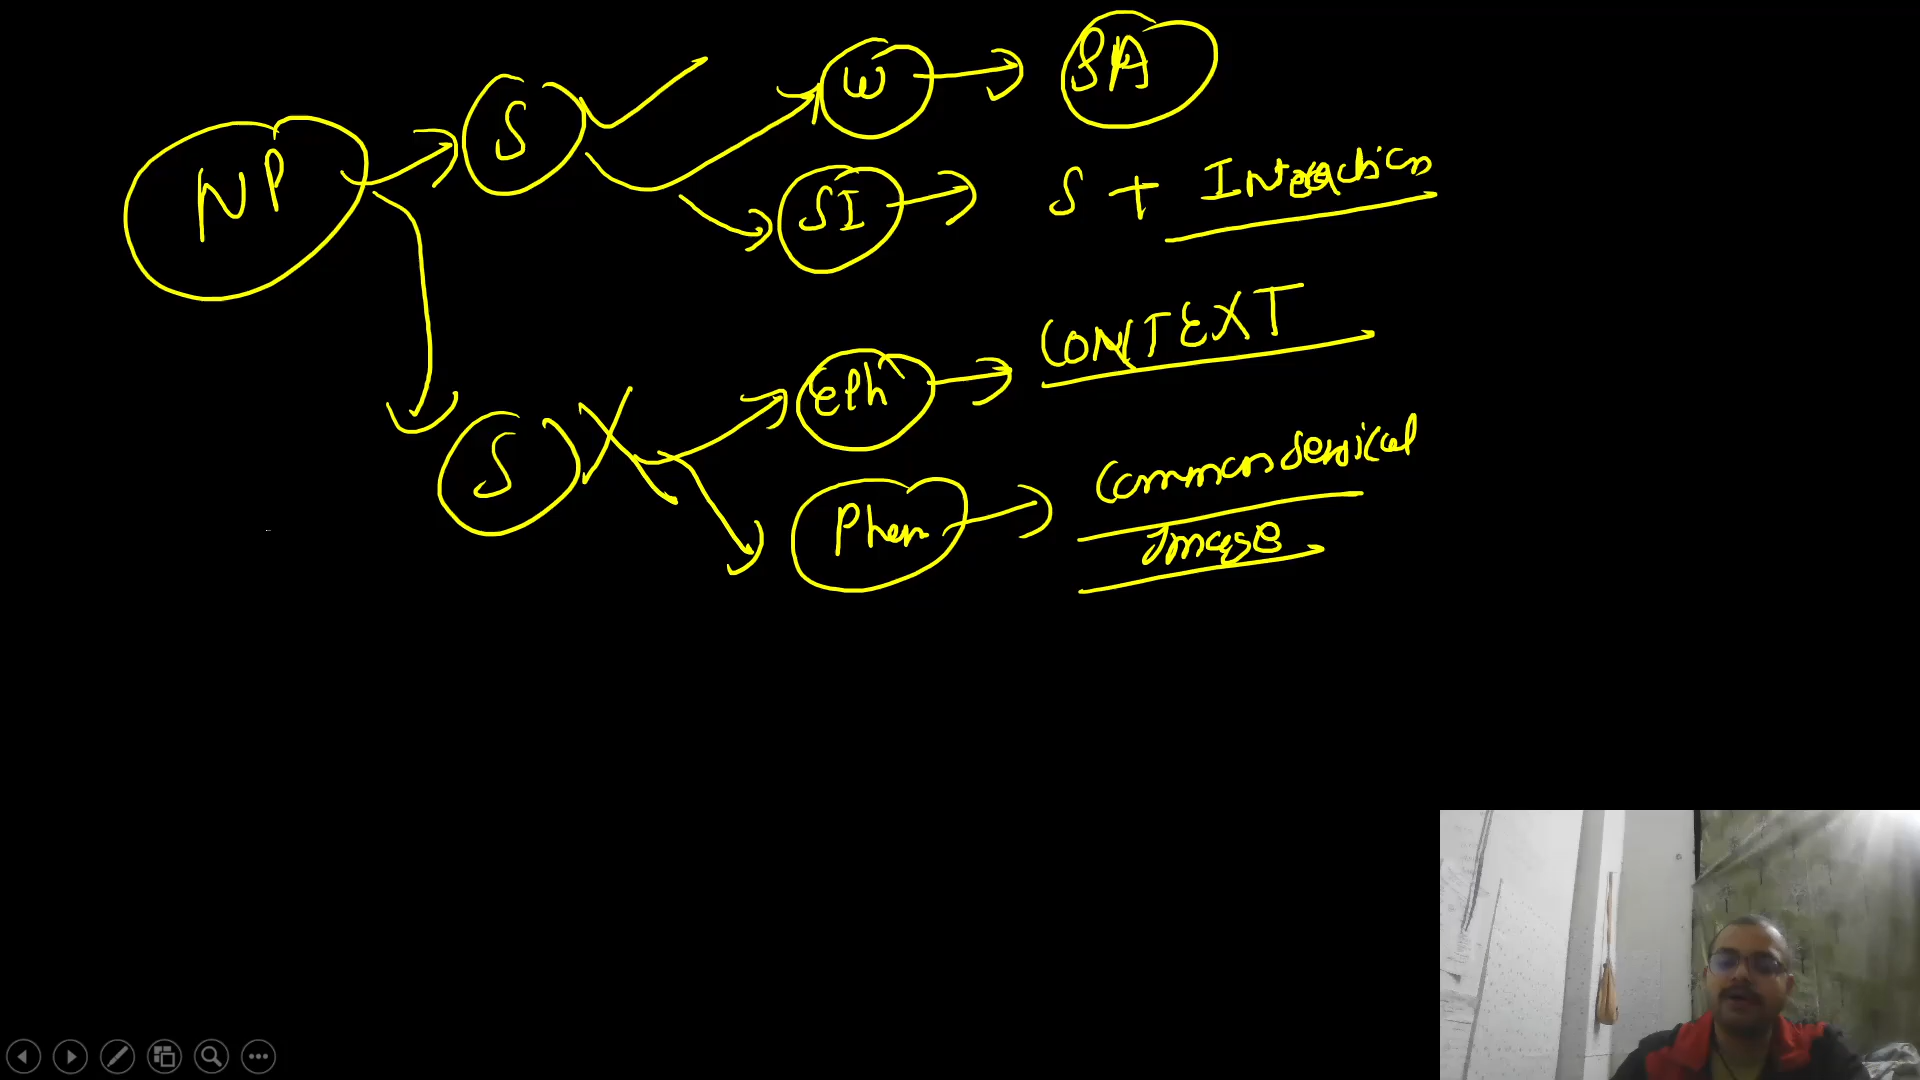 NP
S
W
SA
SI
S + Interaction
S
eph
CONTEXT
Phen
Commonsensical
Image